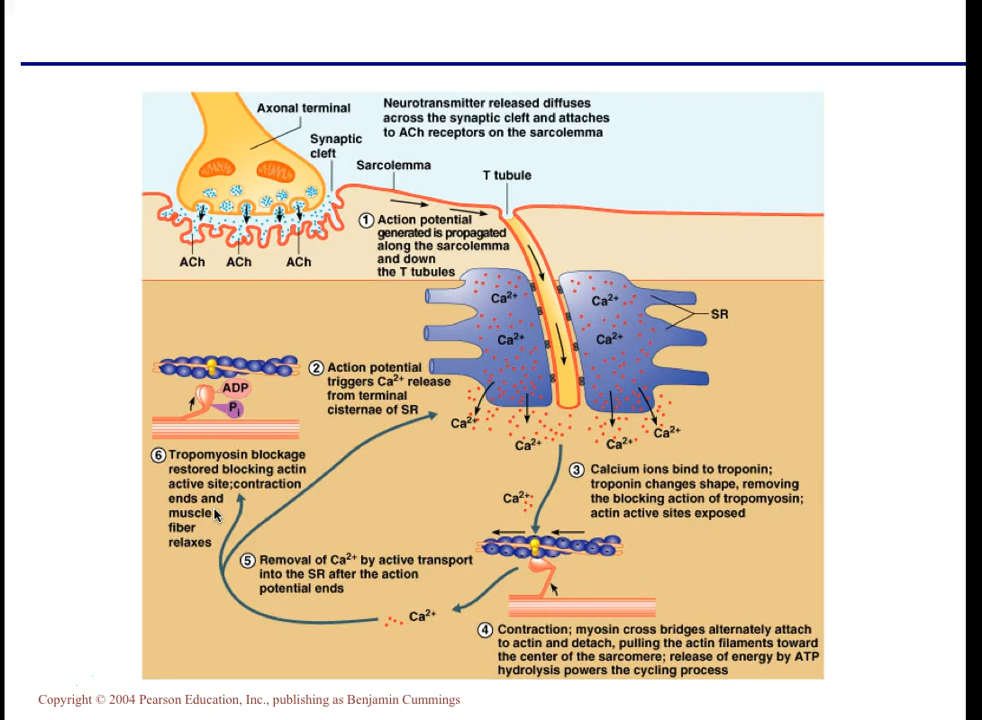 Axonal terminal
Neurotransmitter released diffuses
across the synaptic cleft and attaches
to ACh receptors on the sarcolemma
Synaptic
cleft
Sarcolemma
T tubule
1 Action potential
generated is propagated
along the sarcolemma
and down
the T tubules
ACh ACh ACh
Ca2+ Ca2+
SR
Ca2+ Ca2+
2 Action potential
triggers Ca2+ release
from terminal
cisternae of SR
ADP
Pi
Ca2+
Ca2+
Ca2+
Ca2+
6 Tropomyosin blockage
restored blocking actin
active site;contraction
ends and
muscle
fiber
relaxes
3 Calcium ions bind to troponin;
troponin changes shape, removing
the blocking action of tropomyosin;
actin active sites exposed
Ca2+
5 Removal of Ca2+ by active transport
into the SR after the action
potential ends
Ca2+
4 Contraction; myosin cross bridges alternately attach
to actin and detach, pulling the actin filaments toward
the center of the sarcomere; release of energy by ATP
hydrolysis powers the cycling process
Copyright © 2004 Pearson Education, Inc., publishing as Benjamin Cummings